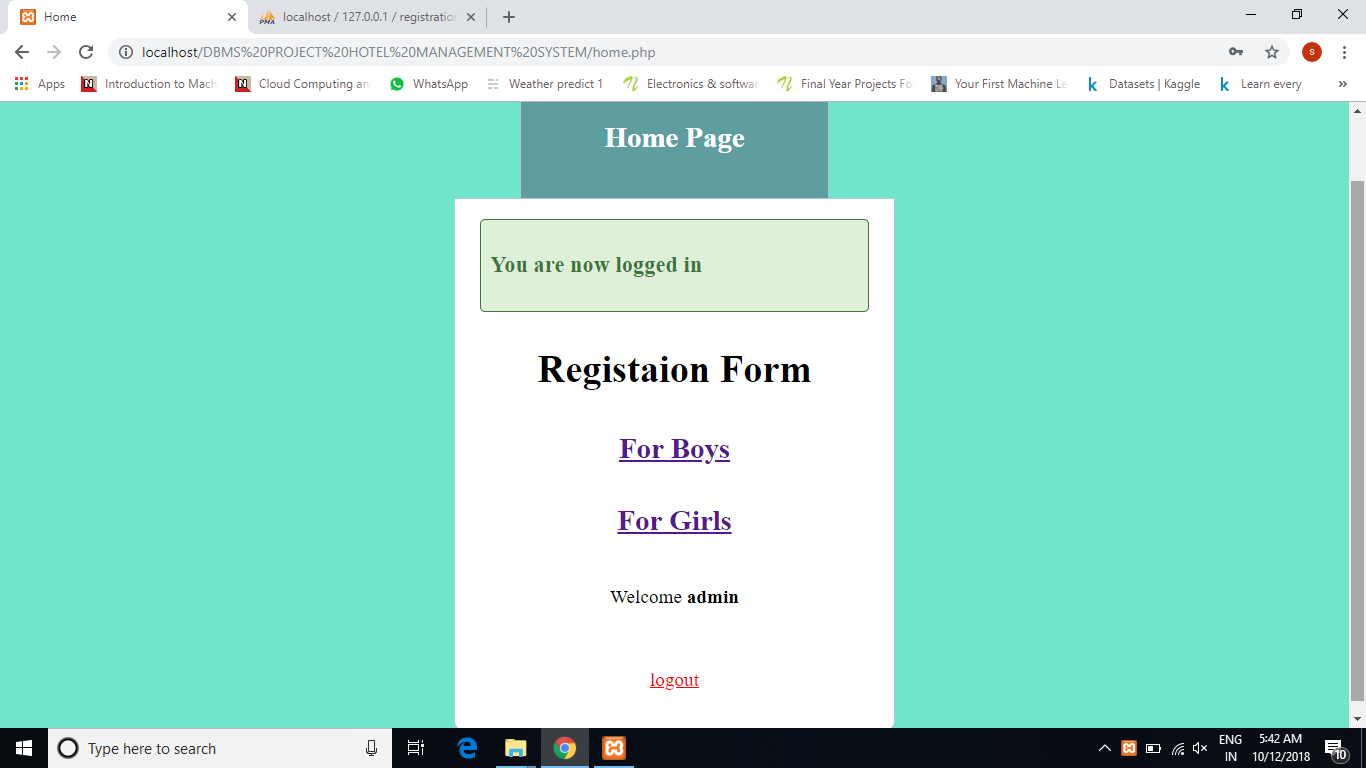 Home
localhost / 127.0.0.1 / registration
localhost/DBMS%20PROJECT%20HOTEL%20MANAGEMENT%20SYSTEM/home.php
S
Apps
Introduction to Mach
Cloud Computing an
WhatsApp
Weather predict 1
Electronics & softwar
Final Year Projects Fo
Your First Machine Le
Datasets | Kaggle
Learn every
»
Home Page
You are now logged in
Registaion Form
For Boys
For Girls
Welcome admin
logout
Type here to search
ENG
IN
5:42 AM
10/12/2018
10